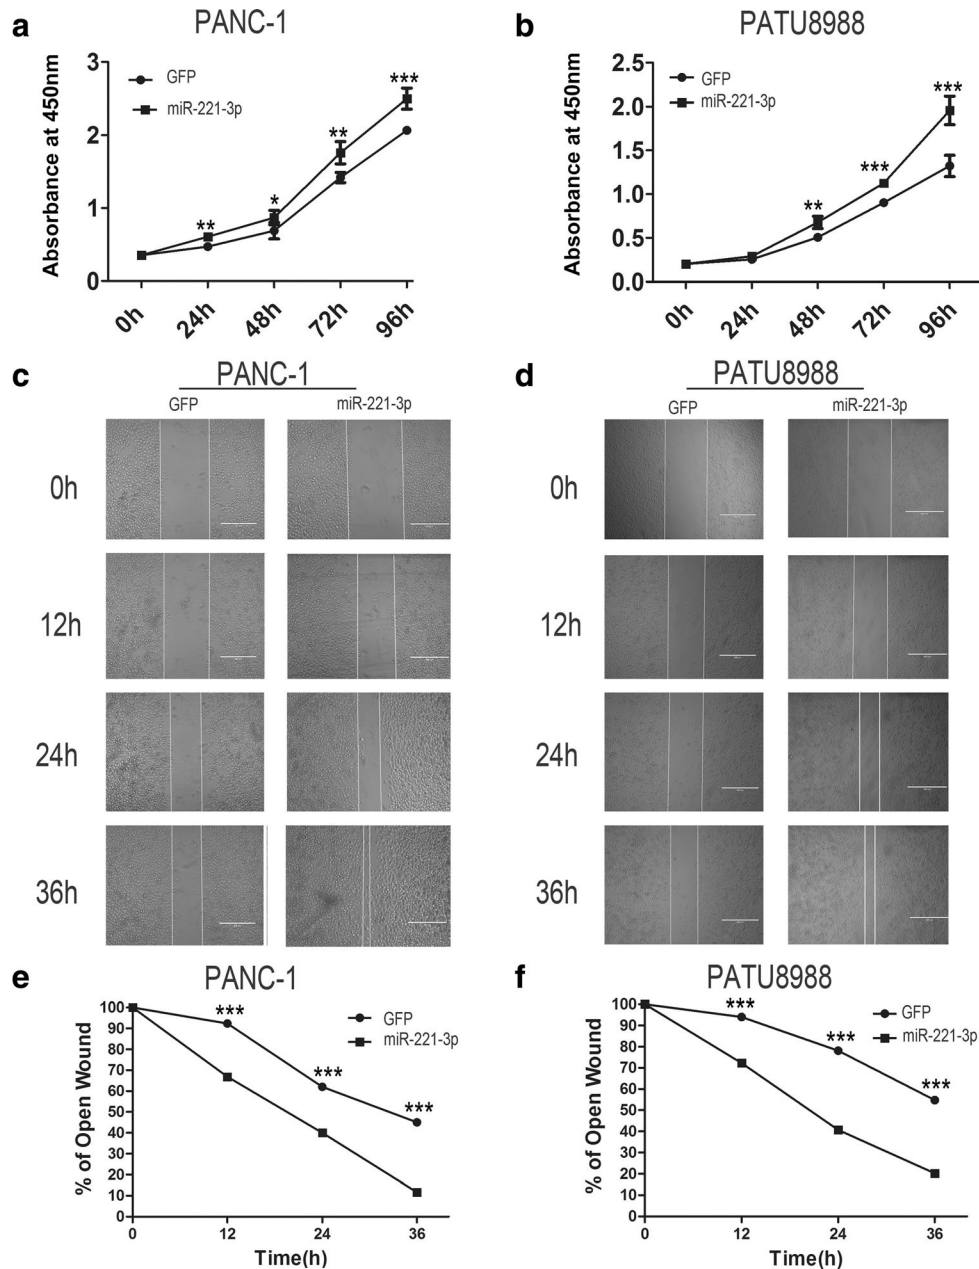 a
PANC-1
Absorbance at 450nm
3
2
1
0
GFP
miR-221-3p
**
*
**
***
0h
24h
48h
72h
96h
b
PATU8988
Absorbance at 450nm
2.5
2.0
1.5
1.0
0.5
0.0
GFP
miR-221-3p
**
***
***
0h
24h
48h
72h
96h
c
PANC-1
GFP
miR-221-3p
0h
12h
24h
36h
d
PATU8988
GFP
miR-221-3p
0h
12h
24h
36h
e
PANC-1
% of Open Wound
100
90
80
70
60
50
40
30
20
10
0
GFP
miR-221-3p
***
***
***
0
12
24
36
Time(h)
f
PATU8988
% of Open Wound
100
90
80
70
60
50
40
30
20
10
0
GFP
miR-221-3p
***
***
***
0
12
24
36
Time(h)